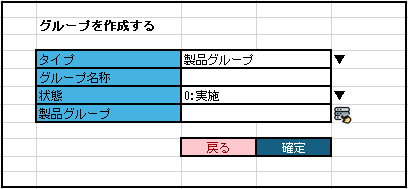 グループを作成する
タイプ 製品グループ ▼
グループ名称
状態 0:実施 ▼
製品グループ
戻る 確定